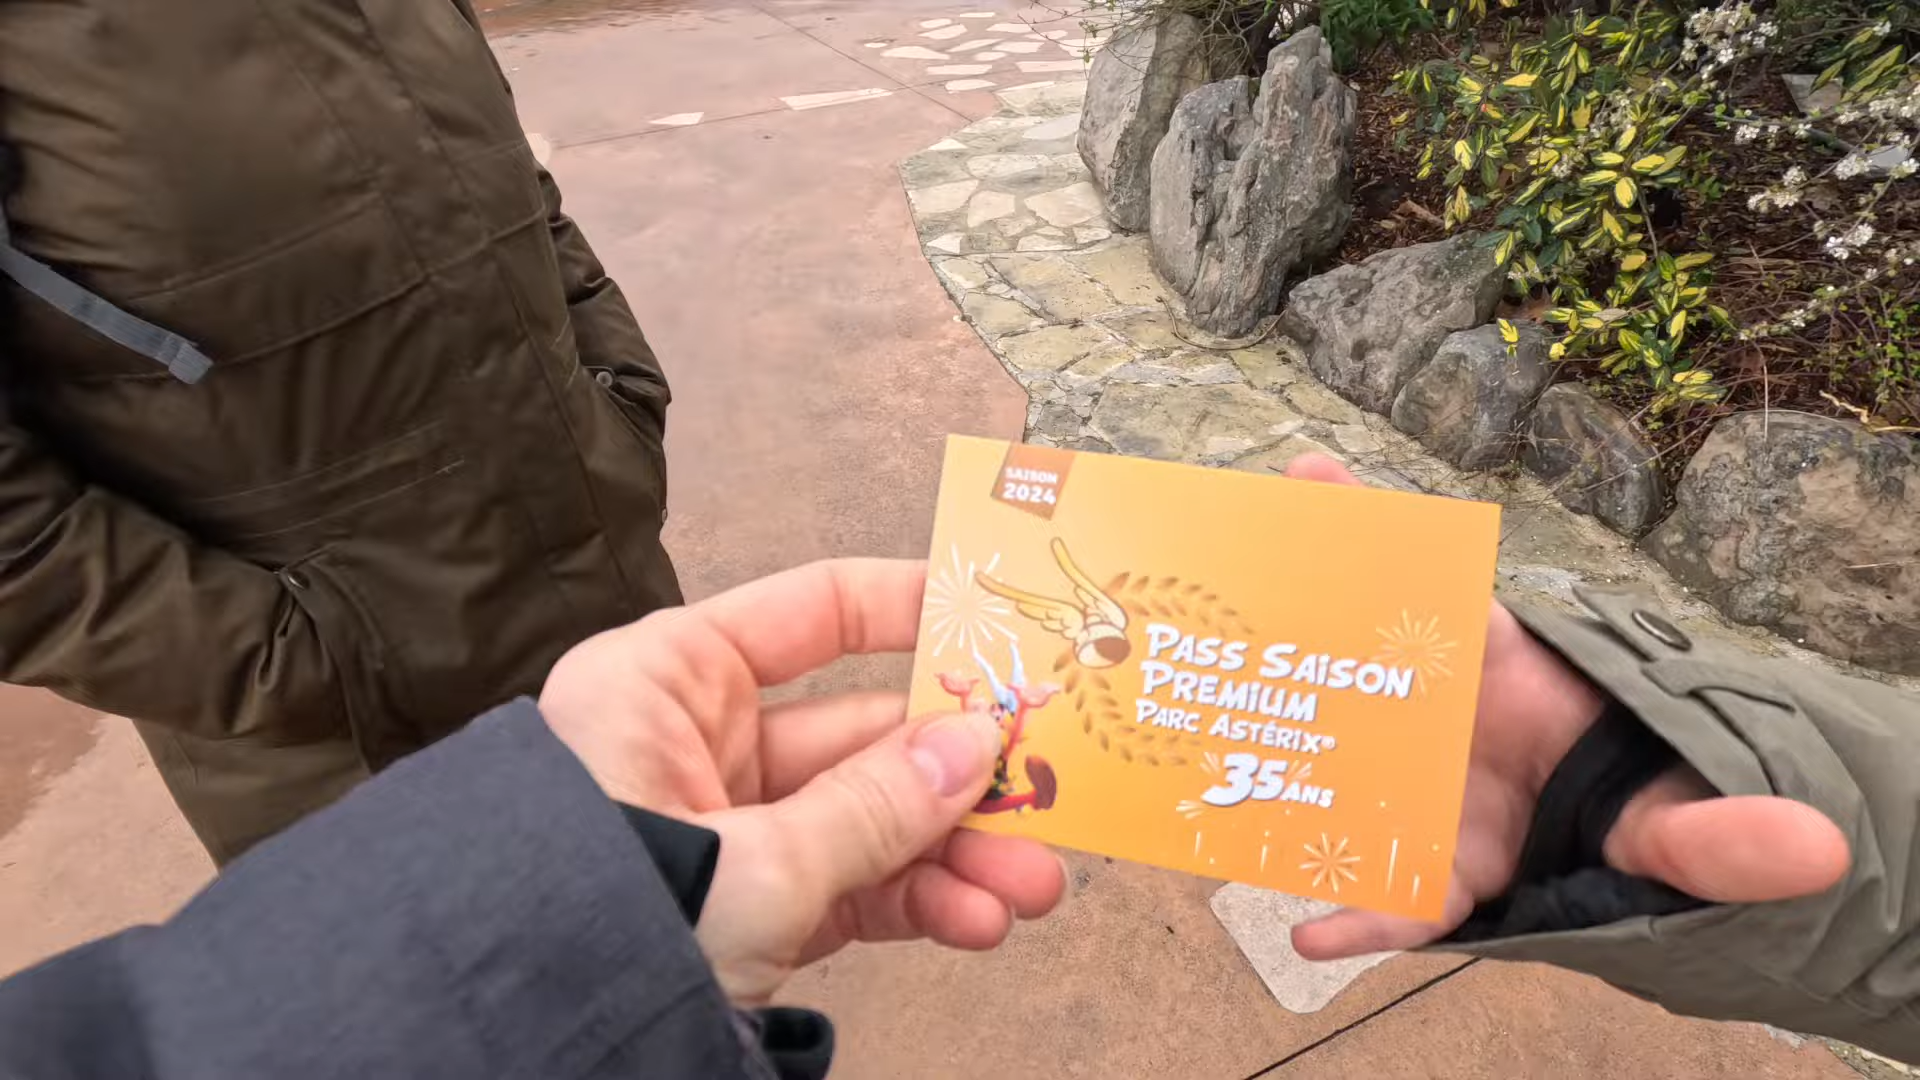 SAISON
2024
PASS SAISON
PREMIUM
PARC ASTÉRIX®
35ANS